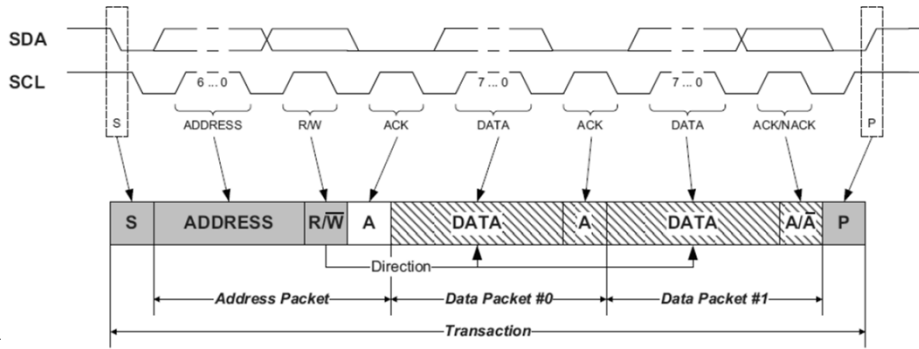 SDA
SCL
6 ... 0
7 ... 0
7 ... 0
S
ADDRESS
R/W
ACK
DATA
ACK
DATA
ACK/NACK
P
S
ADDRESS
R/W̅
A
DATA
A
DATA
A/A̅
P
Direction
Address Packet
Data Packet #0
Data Packet #1
Transaction